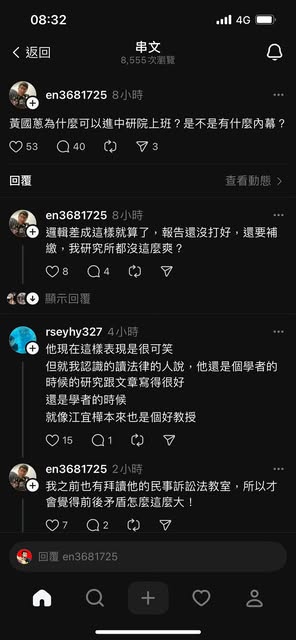 08:32
4G
返回
串文
8,555次瀏覽
en3681725 8小時
黃國蕙為什麼可以進中研院上班？是不是有什麼內幕？
53 40 3
回覆
查看動態
en3681725 8小時
邏輯差成這樣就算了，報告還沒打好，還要補
繳，我研究所都沒這麼爽？
8 4
顯示回覆
rseyhy327 4小時
他現在這樣表現是很可笑
但就我認識的讀法律的人說，他還是個學者的
時候的研究跟文章寫得很好
還是學者的時候
就像江宜樺本來也是個好教授
15 1
en3681725 2小時
我之前也有拜讀他的民事訴訟法教室，所以才
會覺得前後矛盾怎麼這麼大！
7 2
回覆 en3681725